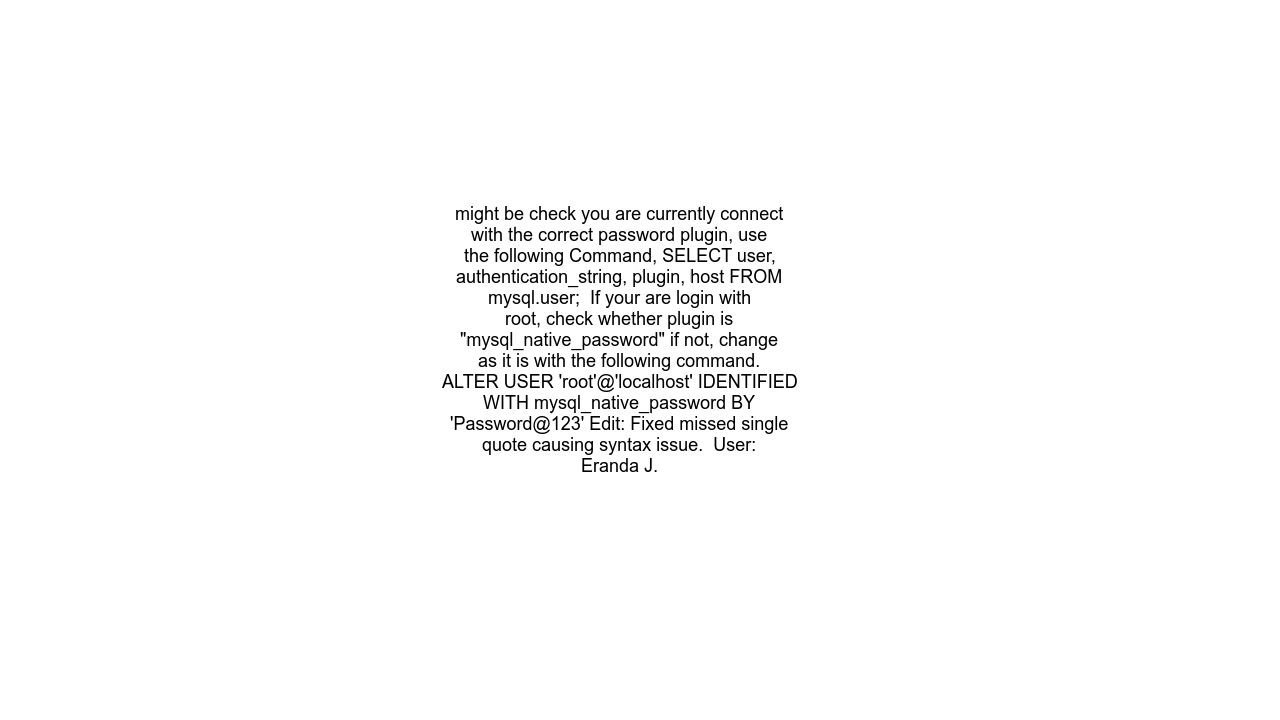 might be check you are currently connect
with the correct password plugin, use
the following Command, SELECT user,
authentication_string, plugin, host FROM
mysql.user;  If your are login with
root, check whether plugin is
"mysql_native_password" if not, change
as it is with the following command.
ALTER USER 'root'@'localhost' IDENTIFIED
WITH mysql_native_password BY
'Password@123' Edit: Fixed missed single
quote causing syntax issue.  User:
Eranda J.